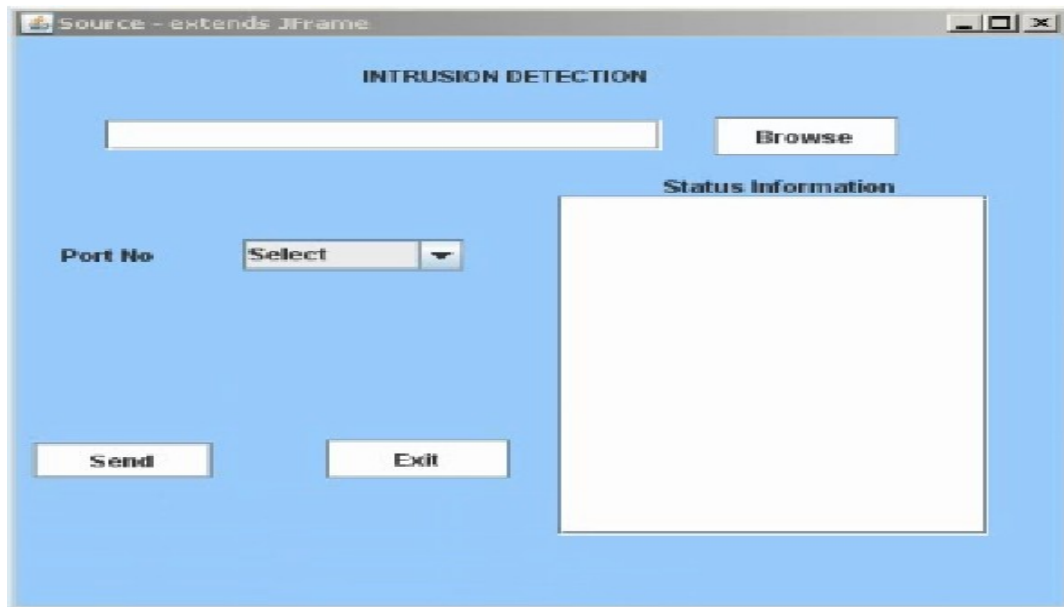 Source - extends JFrame
INTRUSION DETECTION
Browse
Status Information
Port No
Select
Send
Exit